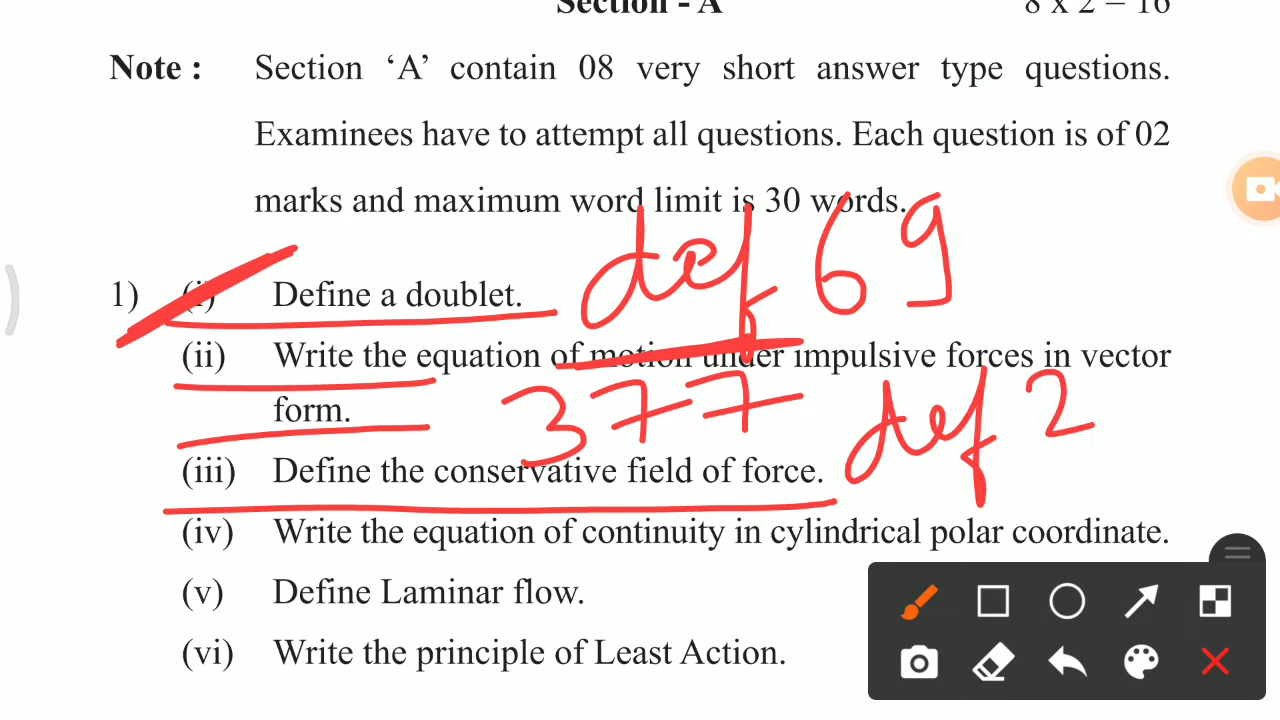 Section - A 8 x 2 = 16
Note : Section ‘A’ contain 08 very short answer type questions.
Examinees have to attempt all questions. Each question is of 02
marks and maximum word limit is 30 words.
def 69
1) (i) Define a doublet.
(ii) Write the equation of motion under impulsive forces in vector
form.
377 def 2
(iii) Define the conservative field of force.
(iv) Write the equation of continuity in cylindrical polar coordinate.
(v) Define Laminar flow.
(vi) Write the principle of Least Action.